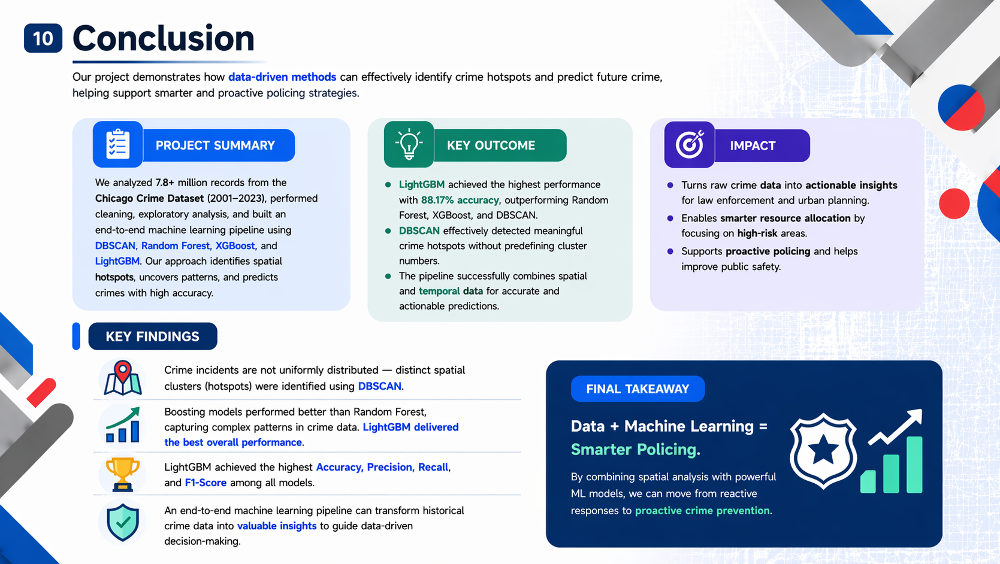 10
Conclusion
Our project demonstrates how data-driven methods can effectively identify crime hotspots and predict future crime,
helping support smarter and proactive policing strategies.
PROJECT SUMMARY
We analyzed 7.8+ million records from the
Chicago Crime Dataset (2001–2023), performed
cleaning, exploratory analysis, and built an
end-to-end machine learning pipeline using
DBSCAN, Random Forest, XGBoost, and
LightGBM. Our approach identifies spatial
hotspots, uncovers patterns, and predicts
crimes with high accuracy.
KEY OUTCOME
• LightGBM achieved the highest performance
with 88.17% accuracy, outperforming Random
Forest, XGBoost, and DBSCAN.
• DBSCAN effectively detected meaningful
crime hotspots without predefining cluster
numbers.
• The pipeline successfully combines spatial
and temporal data for accurate and
actionable predictions.
IMPACT
• Turns raw crime data into actionable insights
for law enforcement and urban planning.
• Enables smarter resource allocation by
focusing on high-risk areas.
• Supports proactive policing and helps
improve public safety.
KEY FINDINGS
Crime incidents are not uniformly distributed — distinct spatial
clusters (hotspots) were identified using DBSCAN.
Boosting models performed better than Random Forest,
capturing complex patterns in crime data. LightGBM delivered
the best overall performance.
LightGBM achieved the highest Accuracy, Precision, Recall,
and F1-Score among all models.
An end-to-end machine learning pipeline can transform historical
crime data into valuable insights to guide data-driven
decision-making.
FINAL TAKEAWAY
Data + Machine Learning =
Smarter Policing.
By combining spatial analysis with powerful
ML models, we can move from reactive
responses to proactive crime prevention.